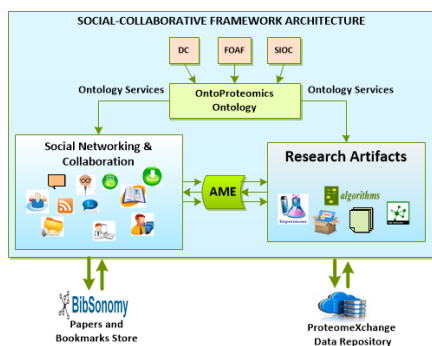 SOCIAL-COLLABORATIVE FRAMEWORK ARCHITECTURE
DC
FOAF
SIOC
Ontology Services
OntoProteomics
Ontology
Ontology Services
Social Networking &
Collaboration
AME
Research Artifacts
algorithms
Experiment
BibSonomy
Papers and
Bookmarks Store
ProteomeXchange
Data Repository